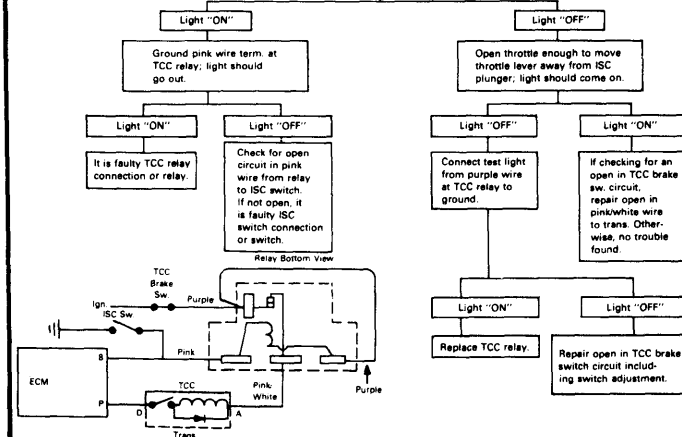 Light "ON"
Light "OFF"
Ground pink wire term. at
TCC relay; light should
go out.
Open throttle enough to move
throttle lever away from ISC
plunger; light should come on.
Light "ON"
Light "OFF"
Light "OFF"
Light "ON"
It is faulty TCC relay
connection or relay.
Check for open
circuit in pink
wire from relay
to ISC switch.
If not open, it
is faulty ISC
switch connection
or switch.
Connect test light
from purple wire
at TCC relay to
ground.
If checking for an
open in TCC brake
sw. circuit,
repair open in
pink/white wire
to trans. Other-
wise, no trouble
found.
Relay Bottom View
TCC
Brake
Sw.
Ign.
Purple
ISC Sw.
Light "ON"
Light "OFF"
Replace TCC relay.
Repair open in TCC brake
switch circuit includ-
ing switch adjustment.
B
Pink
ECM
TCC
Pink/
White
Purple
P
D
A
Trans.